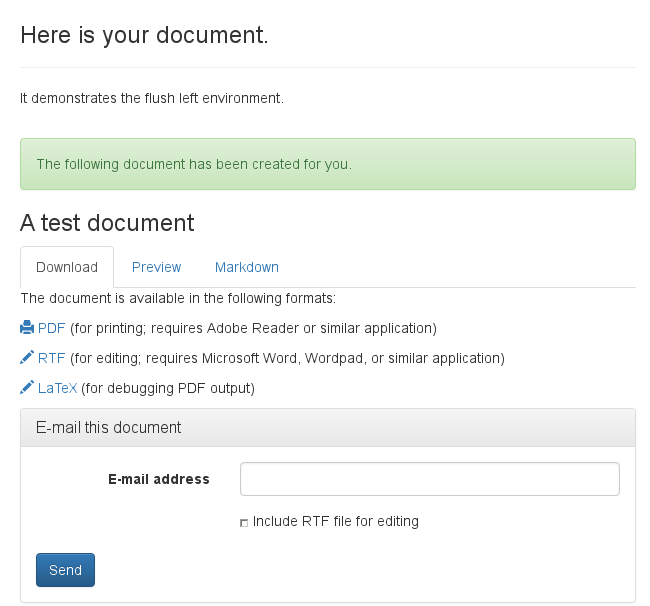 Here is your document.
It demonstrates the flush left environment.
The following document has been created for you.
A test document
Download Preview Markdown
The document is available in the following formats:
PDF (for printing; requires Adobe Reader or similar application)
RTF (for editing; requires Microsoft Word, Wordpad, or similar application)
LaTeX (for debugging PDF output)
E-mail this document
E-mail address
Include RTF file for editing
Send